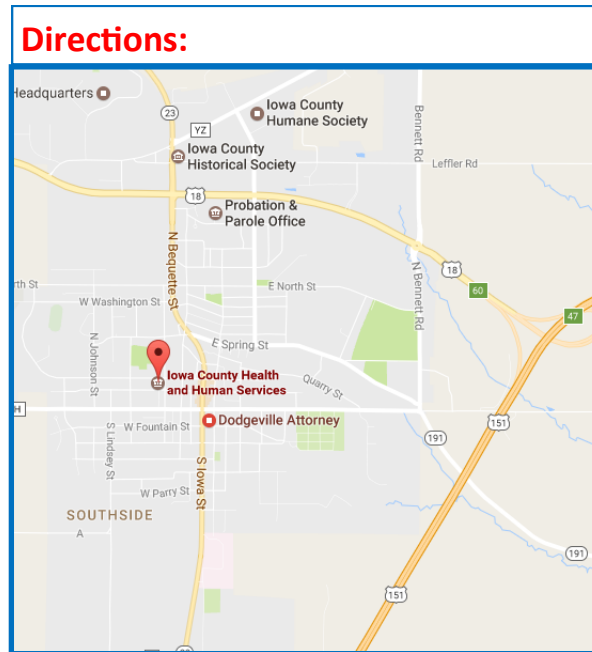 Directions:
Headquarters
23
Iowa County
Humane Society
YZ
Bennett Rd
Iowa County
Historical Society
Leffler Rd
18
Probation &
Parole Office
N Bequette St
18
N Bennett Rd
60
47
E North St
rth St
W Washington St
N Johnson St
E Spring St
Iowa County Health
and Human Services
Quarry St
H
Dodgeville Attorney
W Fountain St
151
191
S Lindsey St
S Iowa St
W Parry St
SOUTHSIDE
A
191
151